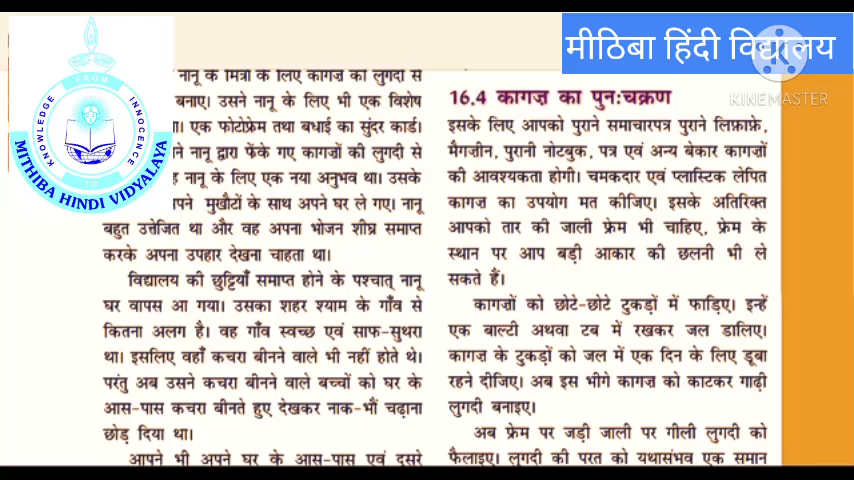 मीठिबा हिंदी विद्यालय
KINEMASTER
FROM
KNOWLEDGE
INNOCENCE
TO
MITHIBA HINDI VIDYALAYA
नानू के मित्रों के लिए कागज़ की लुगदी से
बनाए। उसने नानू के लिए भी एक विशेष
एक फोटोफ्रेम तथा बधाई का सुंदर कार्ड।
नानू द्वारा फेंके गए कागज़ों की लुगदी से
नानू के लिए एक नया अनुभव था। उसके
मुखौटों के साथ अपने घर ले गए। नानू
बहुत उत्तेजित था और वह अपना भोजन शीघ्र समाप्त
करके अपना उपहार देखना चाहता था।
विद्यालय की छुट्टियाँ समाप्त होने के पश्चात् नानू
घर वापस आ गया। उसका शहर श्याम के गाँव से
कितना अलग है। वह गाँव स्वच्छ एवं साफ-सुथरा
था। इसलिए वहाँ कचरा बीनने वाले भी नहीं होते थे।
परंतु अब उसने कचरा बीनने वाले बच्चों को घर के
आस-पास कचरा बीनते हुए देखकर नाक-भौं चढ़ाना
छोड़ दिया था।
आपने भी अपने घर के आस-पास एवं दूसरे
16.4 कागज़ का पुनःचक्रण
इसके लिए आपको पुराने समाचारपत्र पुराने लिफ़ाफ़े,
मैगज़ीन, पुरानी नोटबुक, पत्र एवं अन्य बेकार कागज़ों
की आवश्यकता होगी। चमकदार एवं प्लास्टिक लेपित
कागज़ का उपयोग मत कीजिए। इसके अतिरिक्त
आपको तार की जाली फ्रेम भी चाहिए, फ्रेम के
स्थान पर आप बड़ी आकार की छलनी भी ले
सकते हैं।
कागज़ों को छोटे-छोटे टुकड़ों में फाड़िए। इन्हें
एक बाल्टी अथवा टब में रखकर जल डालिए।
कागज़ के टुकड़ों को जल में एक दिन के लिए डूबा
रहने दीजिए। अब इस भीगे कागज़ को काटकर गाढ़ी
लुगदी बनाइए।
अब फ्रेम पर जड़ी जाली पर गीली लुगदी को
फैलाइए। लुगदी की परत को यथासंभव एक समान